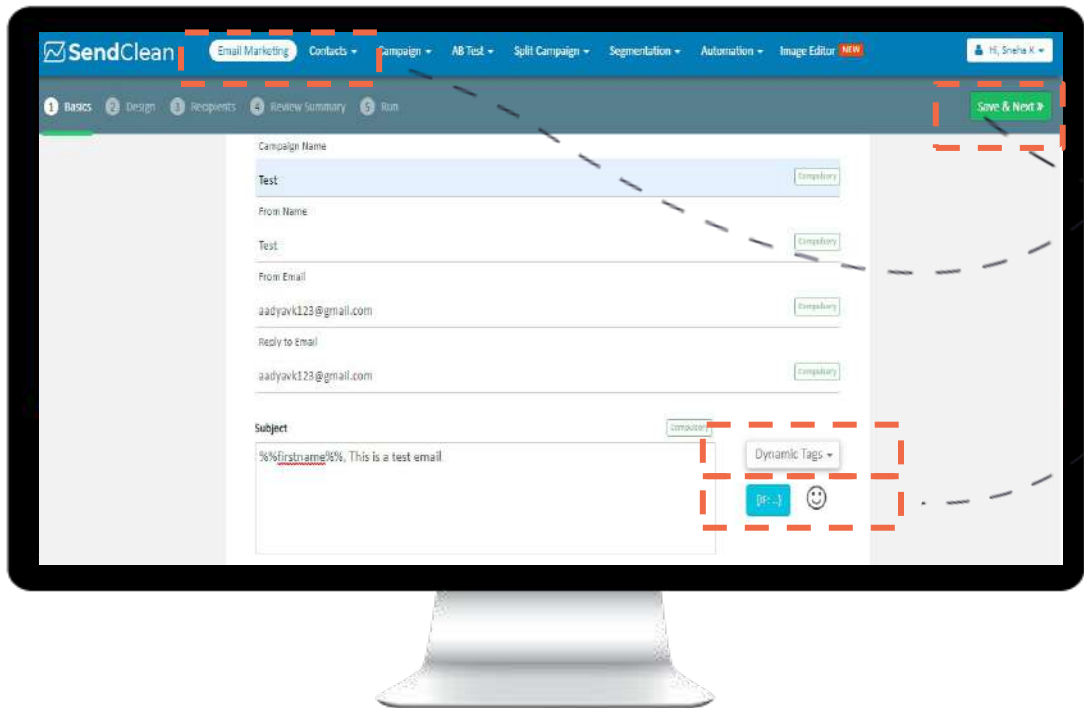 SendClean Email Marketing Contacts Campaign AB Test Split Campaign Segmentation Automation Image Editor NEW Hi, Sneha K
1 Basics 2 Design 3 Recipients 4 Review Summary 5 Run Save & Next »
Campaign Name
Test Compulsory
From Name
Test Compulsory
From Email
aadyavk123@gmail.com Compulsory
Reply to Email
aadyavk123@gmail.com Compulsory
Subject Compulsory
%%firstname%%, This is a test email Dynamic Tags